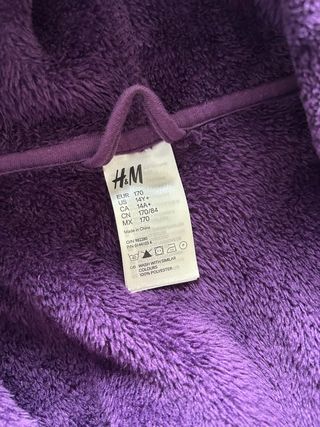 H&M
EUR 170
US 14Y+
CA 14A+
CN 170/84
MX 170
Made in China
WASH WITH SIMILAR
COLOURS
100% POLYESTER